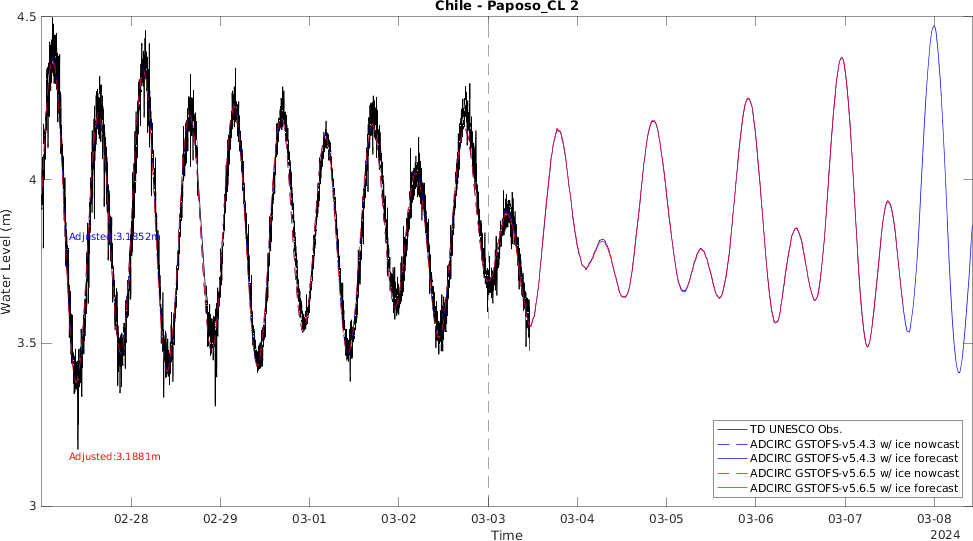 Chile - Paposo_CL 2
4.5
4
3.5
3
Water Level (m)
Adjusted:3.1852m
Adjusted:3.1881m
TD UNESCO Obs.
ADCIRC GSTOFS-v5.4.3 w/ ice nowcast
ADCIRC GSTOFS-v5.4.3 w/ ice forecast
ADCIRC GSTOFS-v5.6.5 w/ ice nowcast
ADCIRC GSTOFS-v5.6.5 w/ ice forecast
02-28 02-29 03-01 03-02 03-03 03-04 03-05 03-06 03-07 03-08
Time
2024